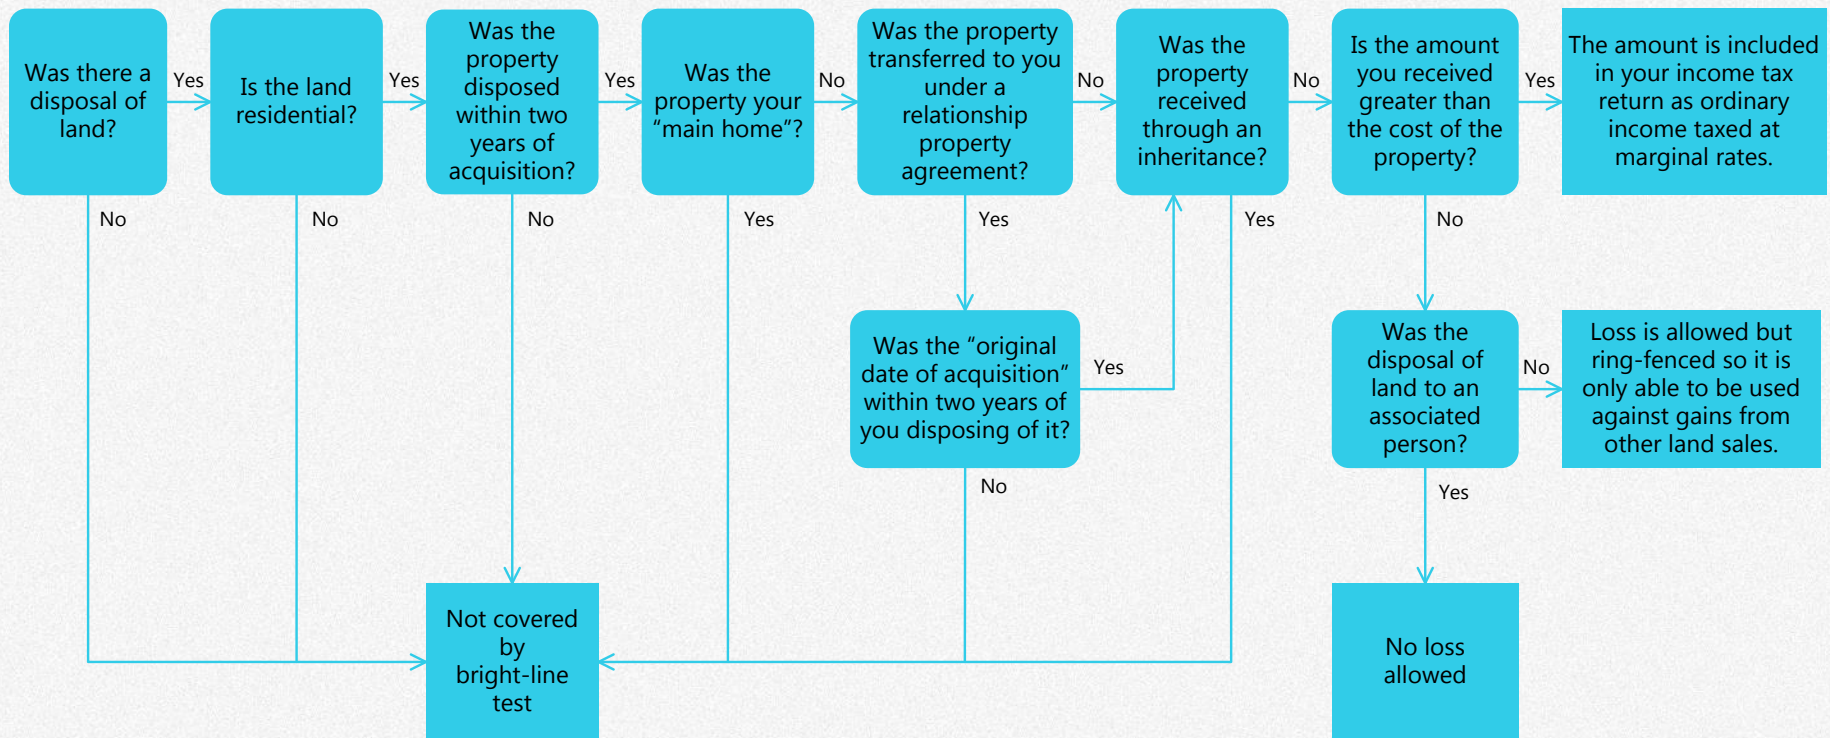 Was there a
disposal of
land?
Yes
No
Is the land
residential?
Yes
No
Was the
property
disposed
within two
years of
acquisition?
Yes
No
Was the
property your
“main home”?
No
Yes
Was the property
transferred to you
under a
relationship
property
agreement?
No
Yes
Was the
property
received
through an
inheritance?
No
Yes
Is the amount
you received
greater than
the cost of the
property?
Yes
No
The amount is included
in your income tax
return as ordinary
income taxed at
marginal rates.
Was the “original
date of acquisition”
within two years of
you disposing of it?
Yes
No
Was the
disposal of
land to an
associated
person?
No
Yes
Loss is allowed but
ring-fenced so it is
only able to be used
against gains from
other land sales.
Not covered
by
bright-line
test
No loss
allowed